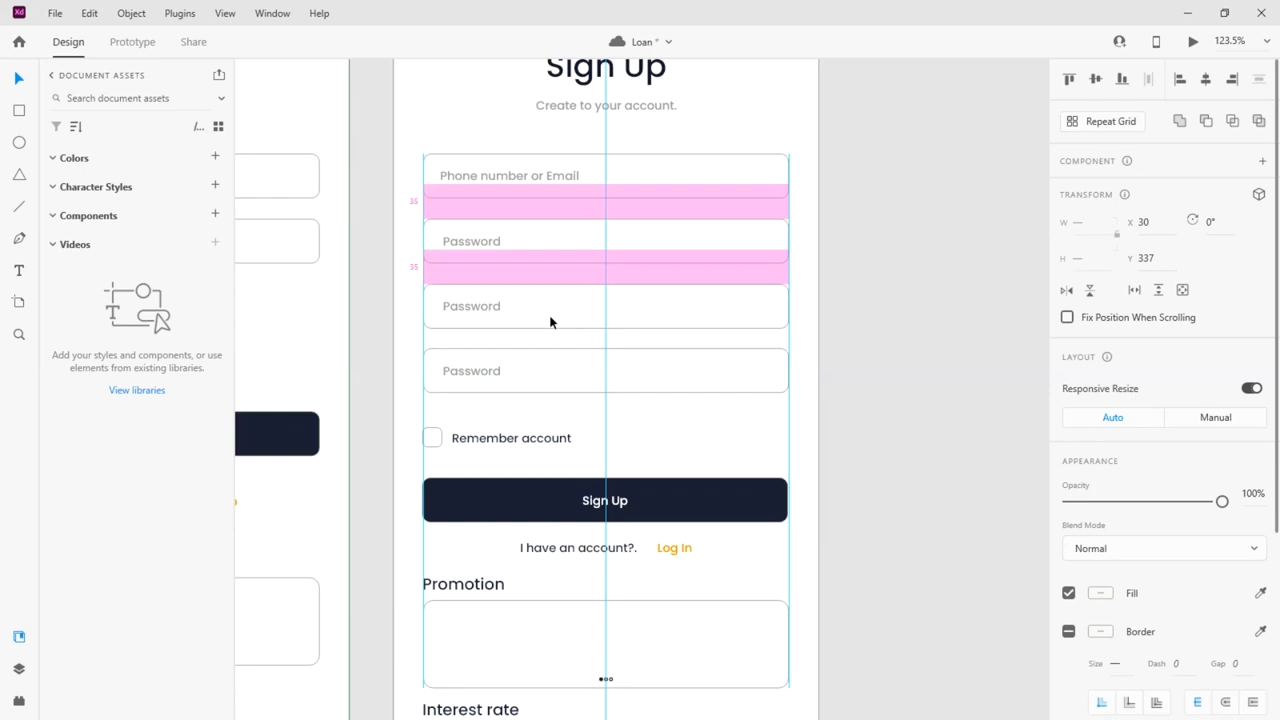 Xd File Edit Object Plugins View Window Help
Design Prototype Share
Loan *
123.5%
DOCUMENT ASSETS
Search document assets
Colors
Character Styles
Components
Videos
Add your styles and components, or use
elements from existing libraries.
View libraries
Sign Up
Create to your account.
Phone number or Email
35
Password
35
Password
Password
Remember account
Sign Up
I have an account?. Log In
Promotion
Interest rate
Repeat Grid
COMPONENT
TRANSFORM
W — X 30 0°
H — Y 337
Fix Position When Scrolling
LAYOUT
Responsive Resize
Auto Manual
APPEARANCE
Opacity
100%
Blend Mode
Normal
Fill
Border
Size — Dash 0 Gap 0